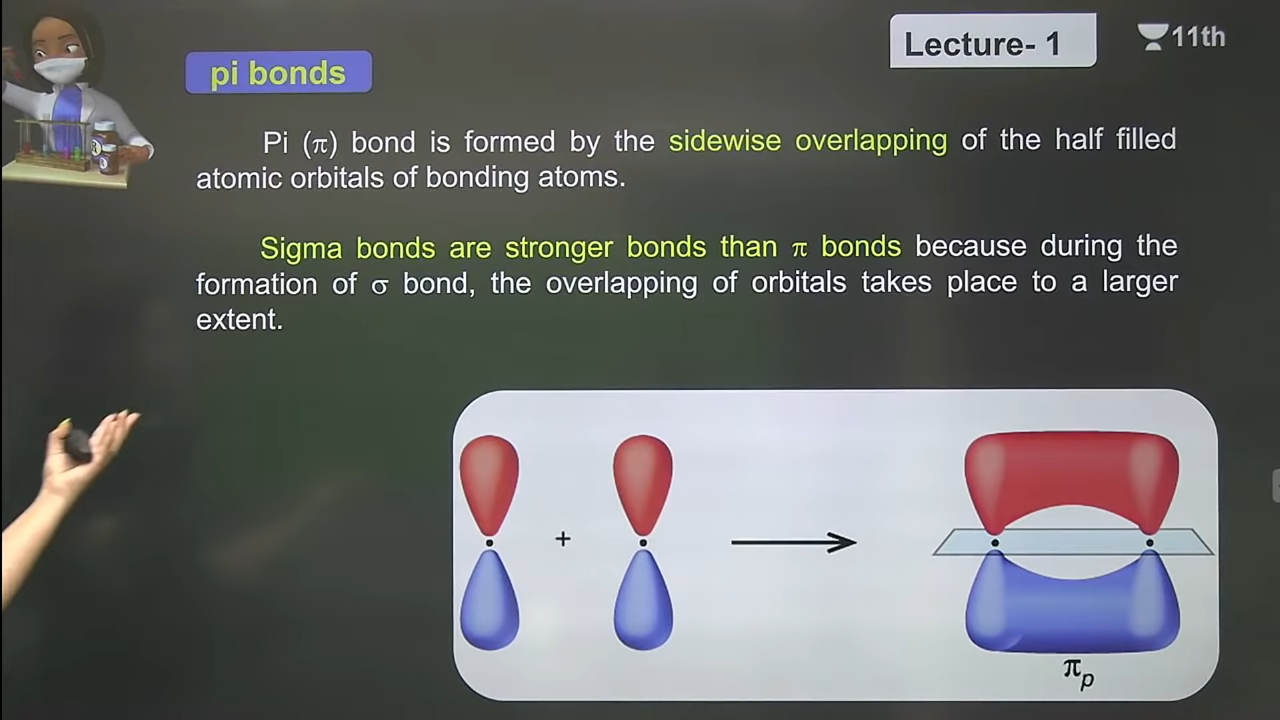 Lecture- 1
11th
pi bonds
Pi (π) bond is formed by the sidewise overlapping of the half filled
atomic orbitals of bonding atoms.
Sigma bonds are stronger bonds than π bonds because during the
formation of σ bond, the overlapping of orbitals takes place to a larger
extent.
+
πp